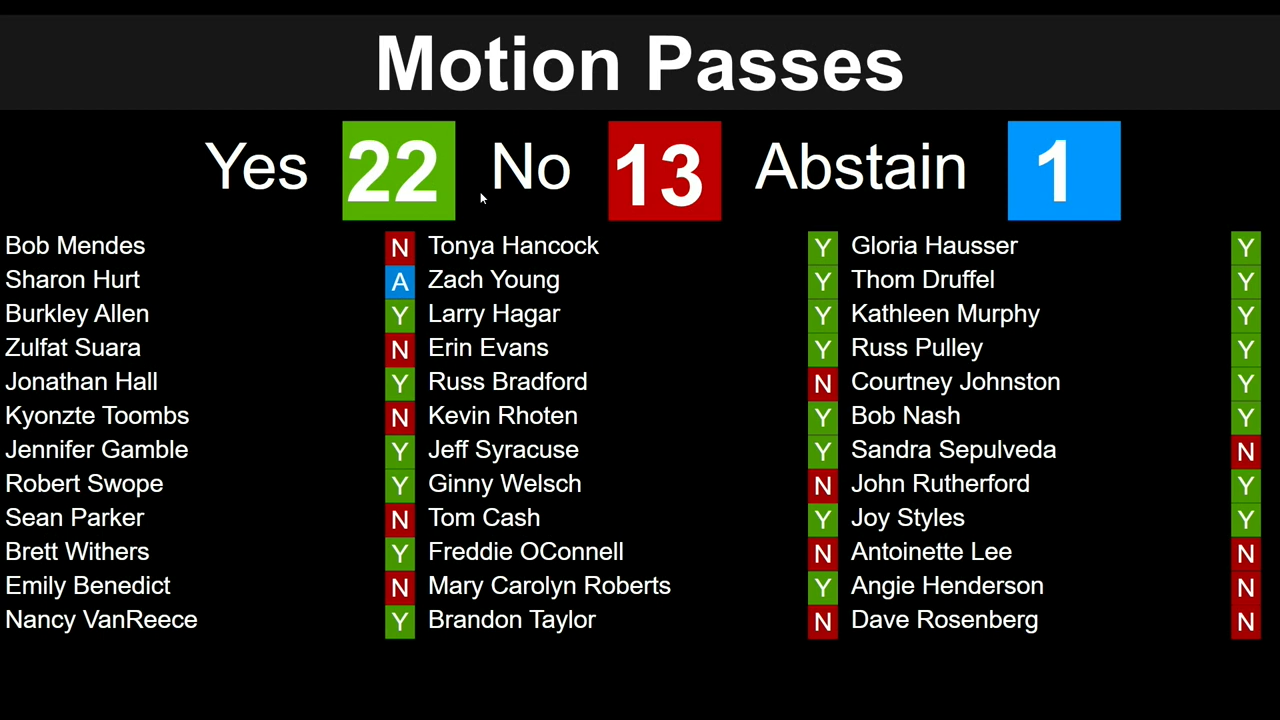 Motion Passes
Yes 22 No 13 Abstain 1
Bob Mendes N Tonya Hancock Y Gloria Hausser Y
Sharon Hurt A Zach Young Y Thom Druffel Y
Burkley Allen Y Larry Hagar Y Kathleen Murphy Y
Zulfat Suara N Erin Evans Y Russ Pulley Y
Jonathan Hall Y Russ Bradford N Courtney Johnston Y
Kyonzte Toombs N Kevin Rhoten Y Bob Nash Y
Jennifer Gamble Y Jeff Syracuse Y Sandra Sepulveda N
Robert Swope Y Ginny Welsch N John Rutherford Y
Sean Parker N Tom Cash Y Joy Styles Y
Brett Withers Y Freddie OConnell N Antoinette Lee N
Emily Benedict N Mary Carolyn Roberts Y Angie Henderson N
Nancy VanReece Y Brandon Taylor N Dave Rosenberg N